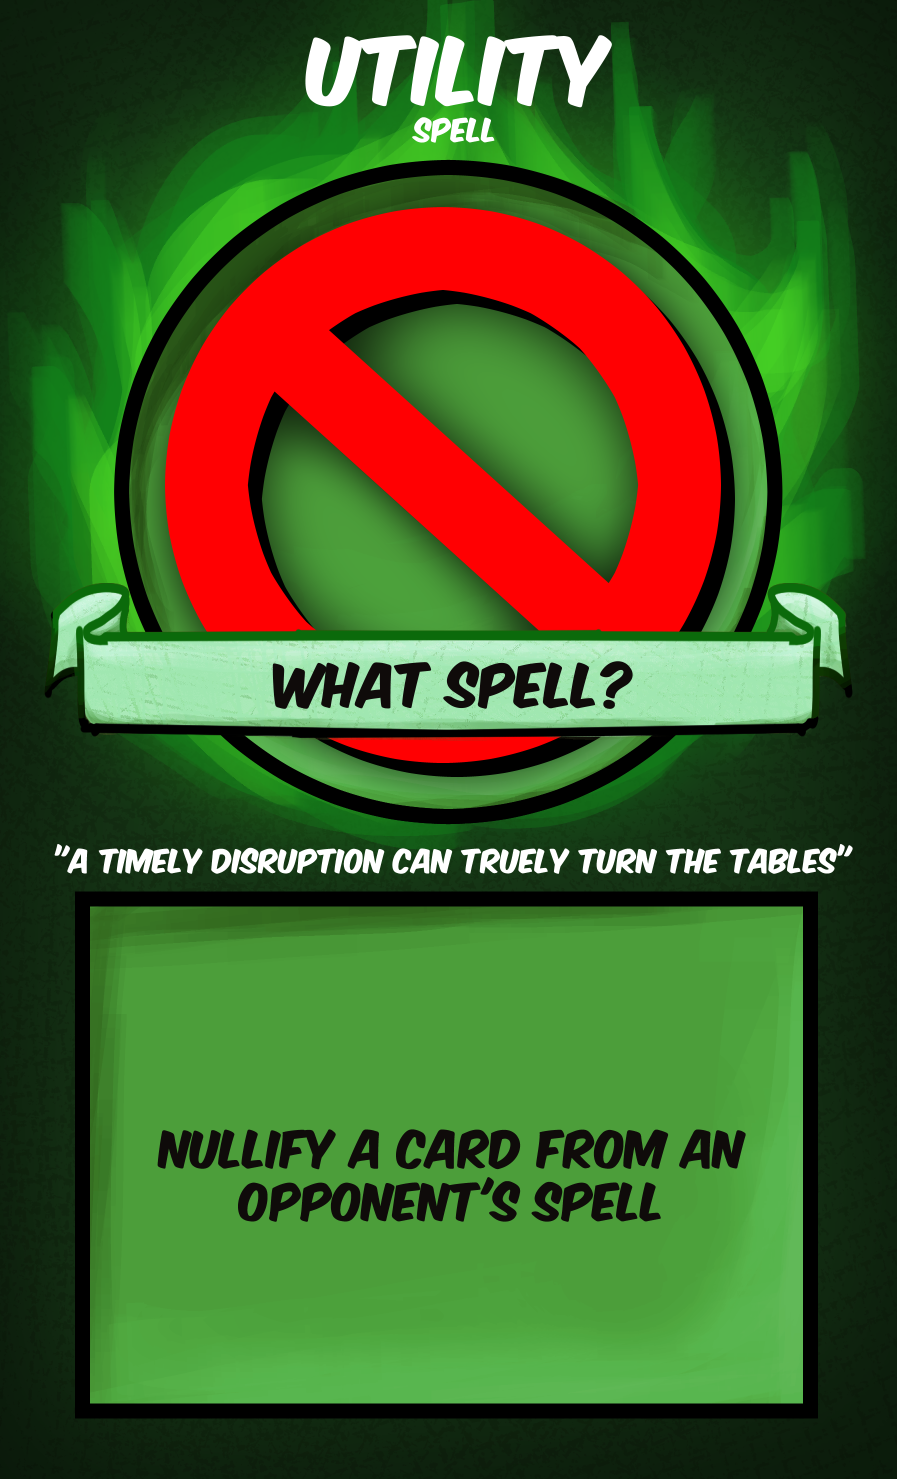 UTILITY
SPELL
WHAT SPELL?
"A TIMELY DISRUPTION CAN TRUELY TURN THE TABLES"
NULLIFY A CARD FROM AN
OPPONENT'S SPELL